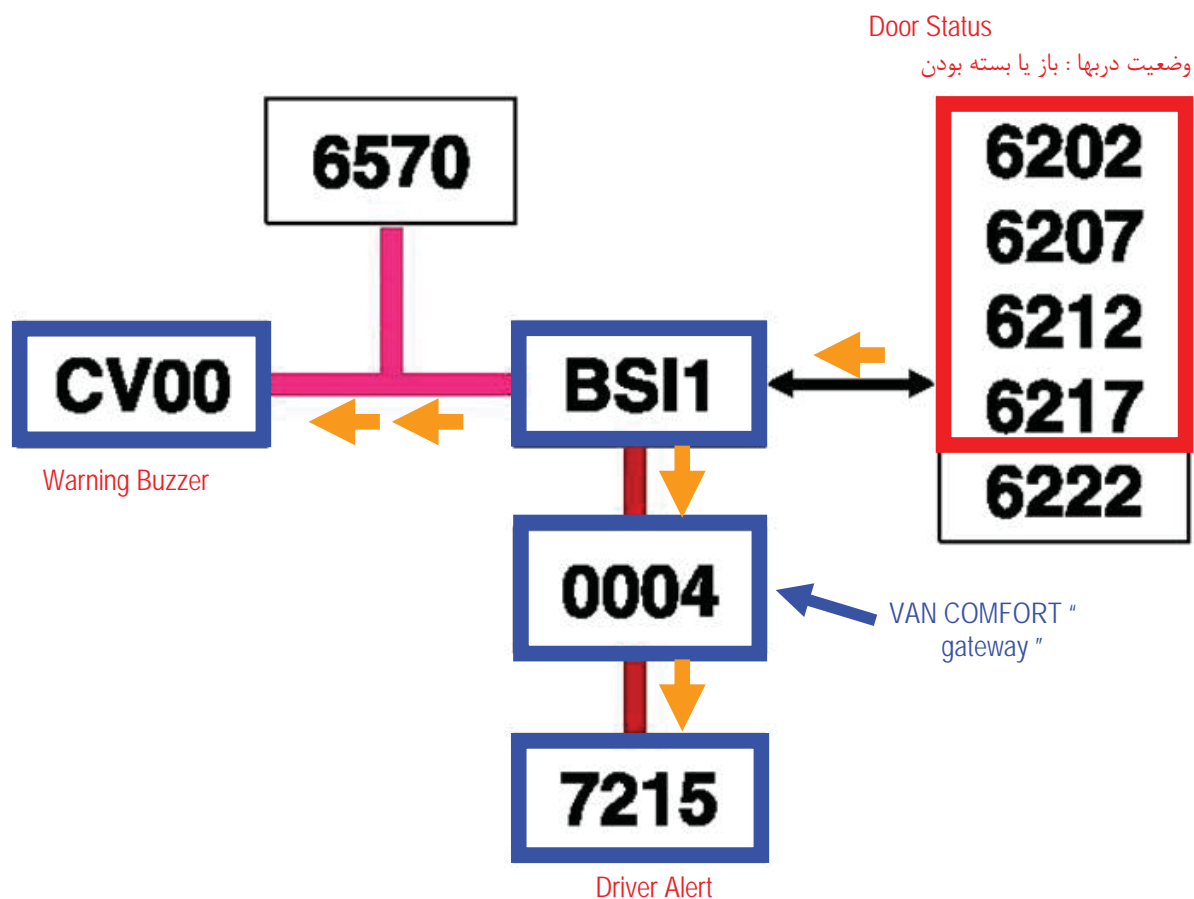 Door Status
وضعیت دربها : باز یا بسته بودن
6570
6202
6207
6212
6217
6222
CV00
BSI1
Warning Buzzer
0004
VAN COMFORT “
gateway ”
7215
Driver Alert